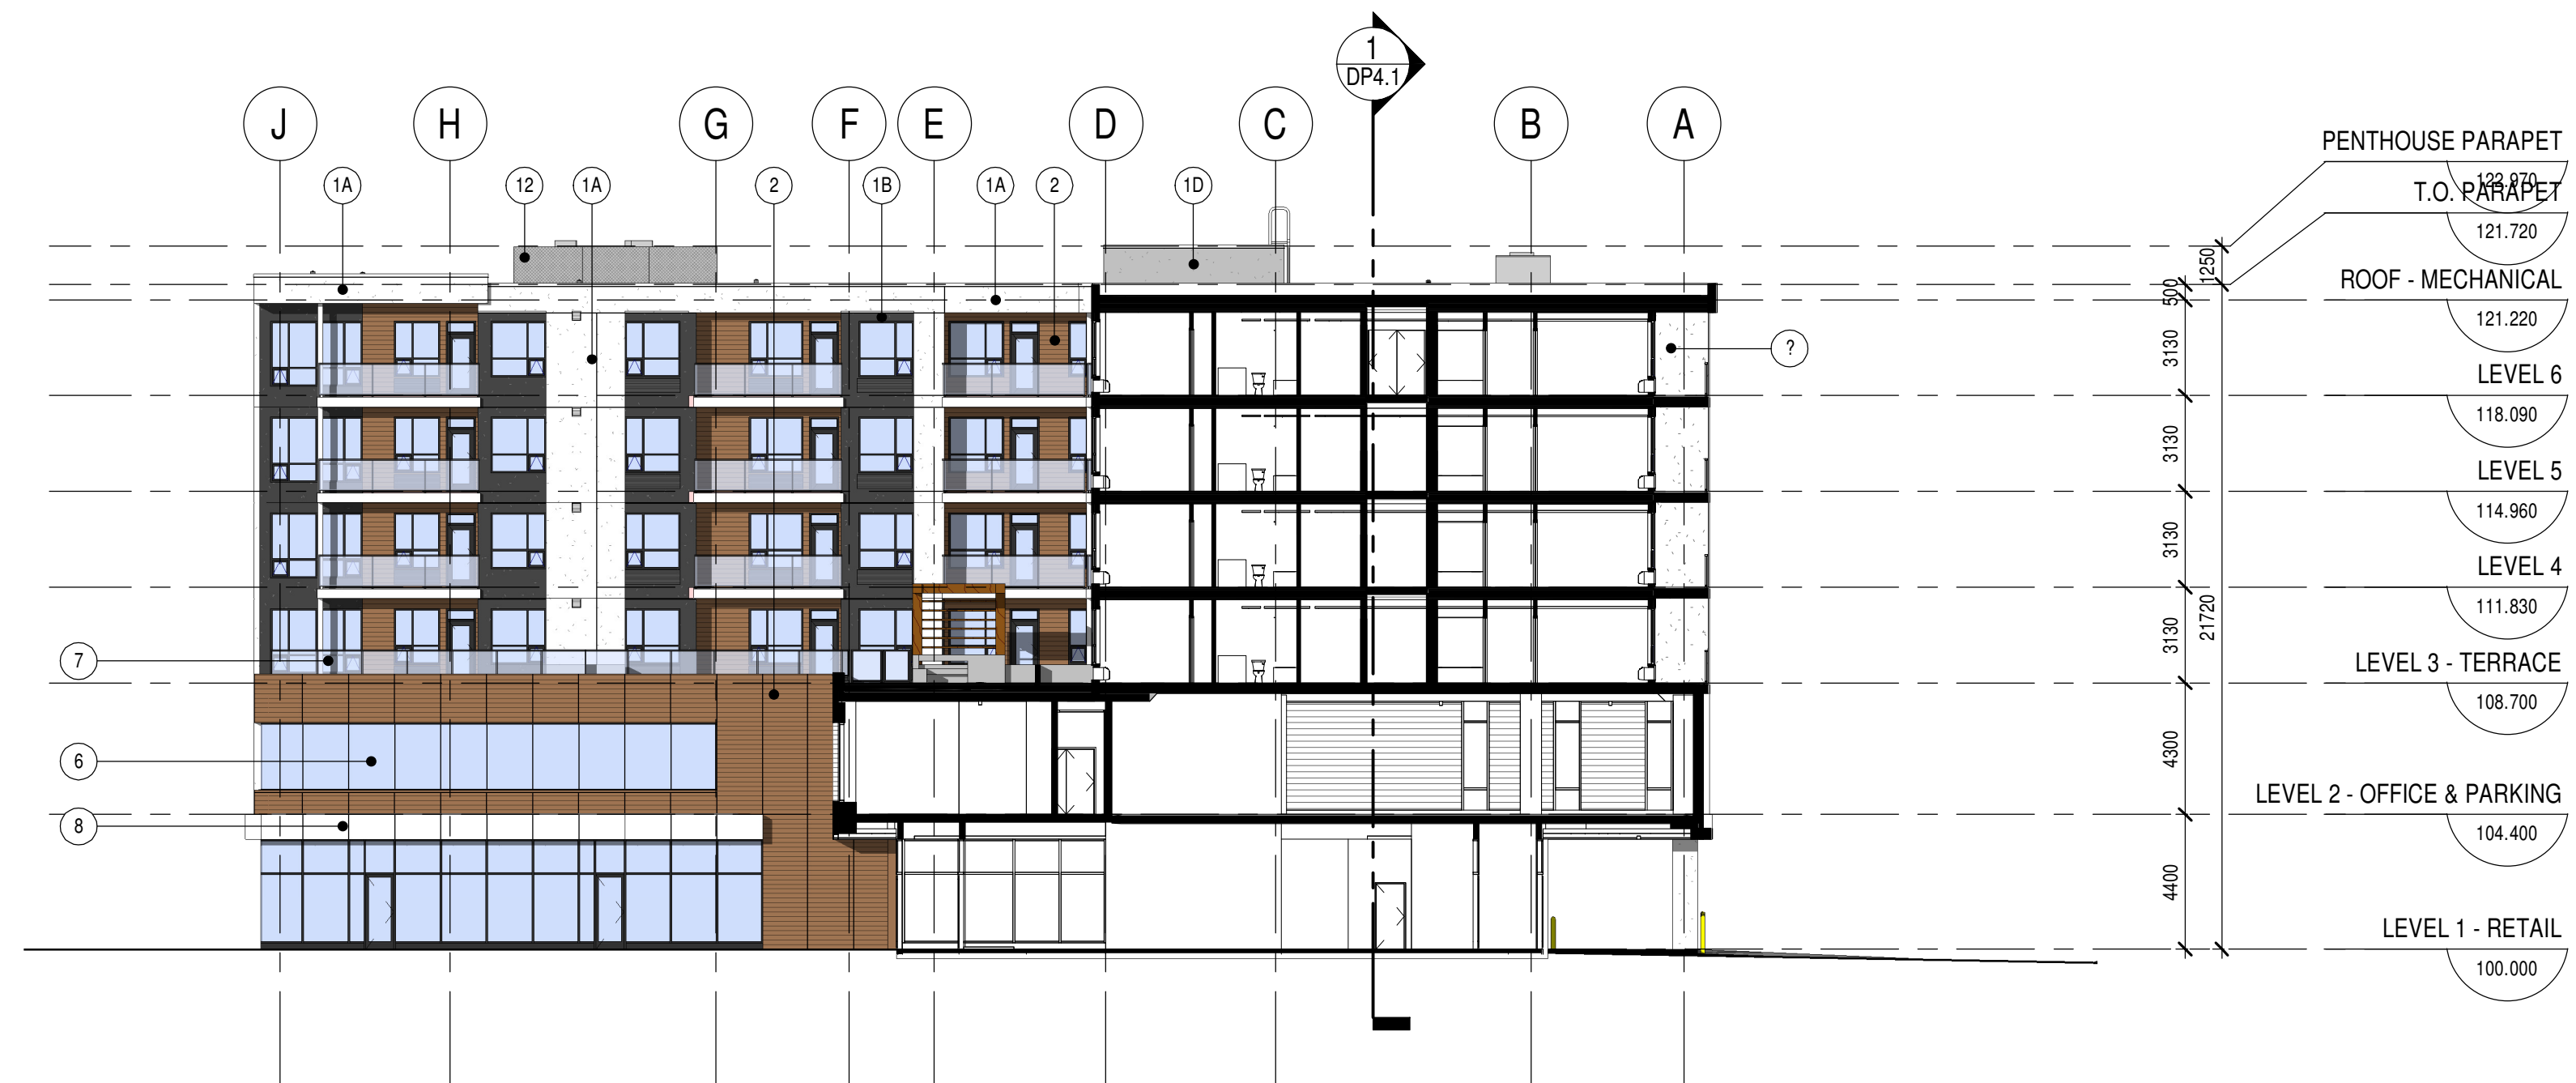 1
DP4.1
J
H
G
F
E
D
C
B
A
1A
12
1A
2
1B
1A
2
1D
?
7
6
8
PENTHOUSE PARAPET
122.970
T.O. PARAPET
121.720
ROOF - MECHANICAL
121.220
LEVEL 6
118.090
LEVEL 5
114.960
LEVEL 4
111.830
LEVEL 3 - TERRACE
108.700
LEVEL 2 - OFFICE & PARKING
104.400
LEVEL 1 - RETAIL
100.000
1250
500
3130
3130
3130
3130
4300
4400
21720